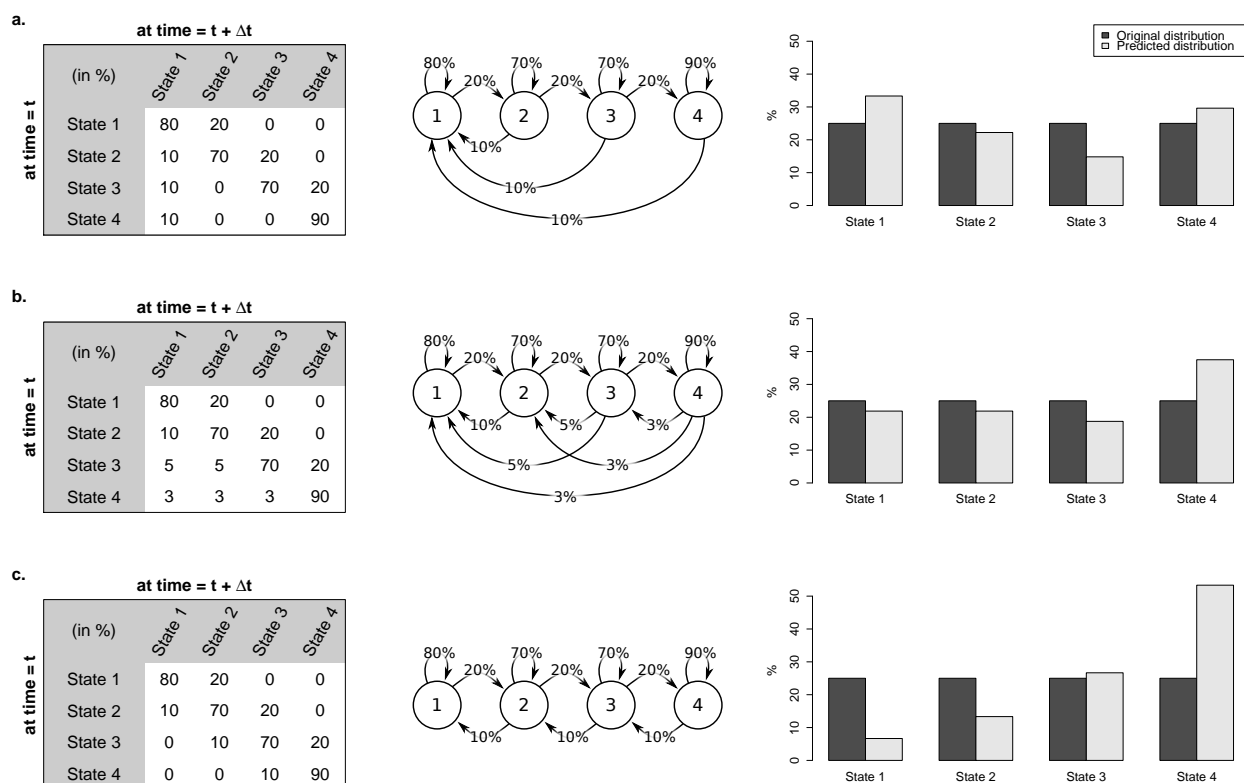 a.
at time = t + Δt
at time = t
(in %) State 1 State 2 State 3 State 4
State 1 80 20 0 0
State 2 10 70 20 0
State 3 10 0 70 20
State 4 10 0 0 90
80% 70% 70% 90%
20% 20% 20%
1 2 3 4
10%
10%
10%
Original distribution
Predicted distribution
%
50
40
30
20
10
0
State 1 State 2 State 3 State 4
b.
at time = t + Δt
at time = t
(in %) State 1 State 2 State 3 State 4
State 1 80 20 0 0
State 2 10 70 20 0
State 3 5 5 70 20
State 4 3 3 3 90
80% 70% 70% 90%
20% 20% 20%
1 2 3 4
10% 5% 3%
5% 3%
3%
%
50
40
30
20
10
0
State 1 State 2 State 3 State 4
c.
at time = t + Δt
at time = t
(in %) State 1 State 2 State 3 State 4
State 1 80 20 0 0
State 2 10 70 20 0
State 3 0 10 70 20
State 4 0 0 10 90
80% 70% 70% 90%
20% 20% 20%
1 2 3 4
10% 10% 10%
%
50
40
30
20
10
0
State 1 State 2 State 3 State 4